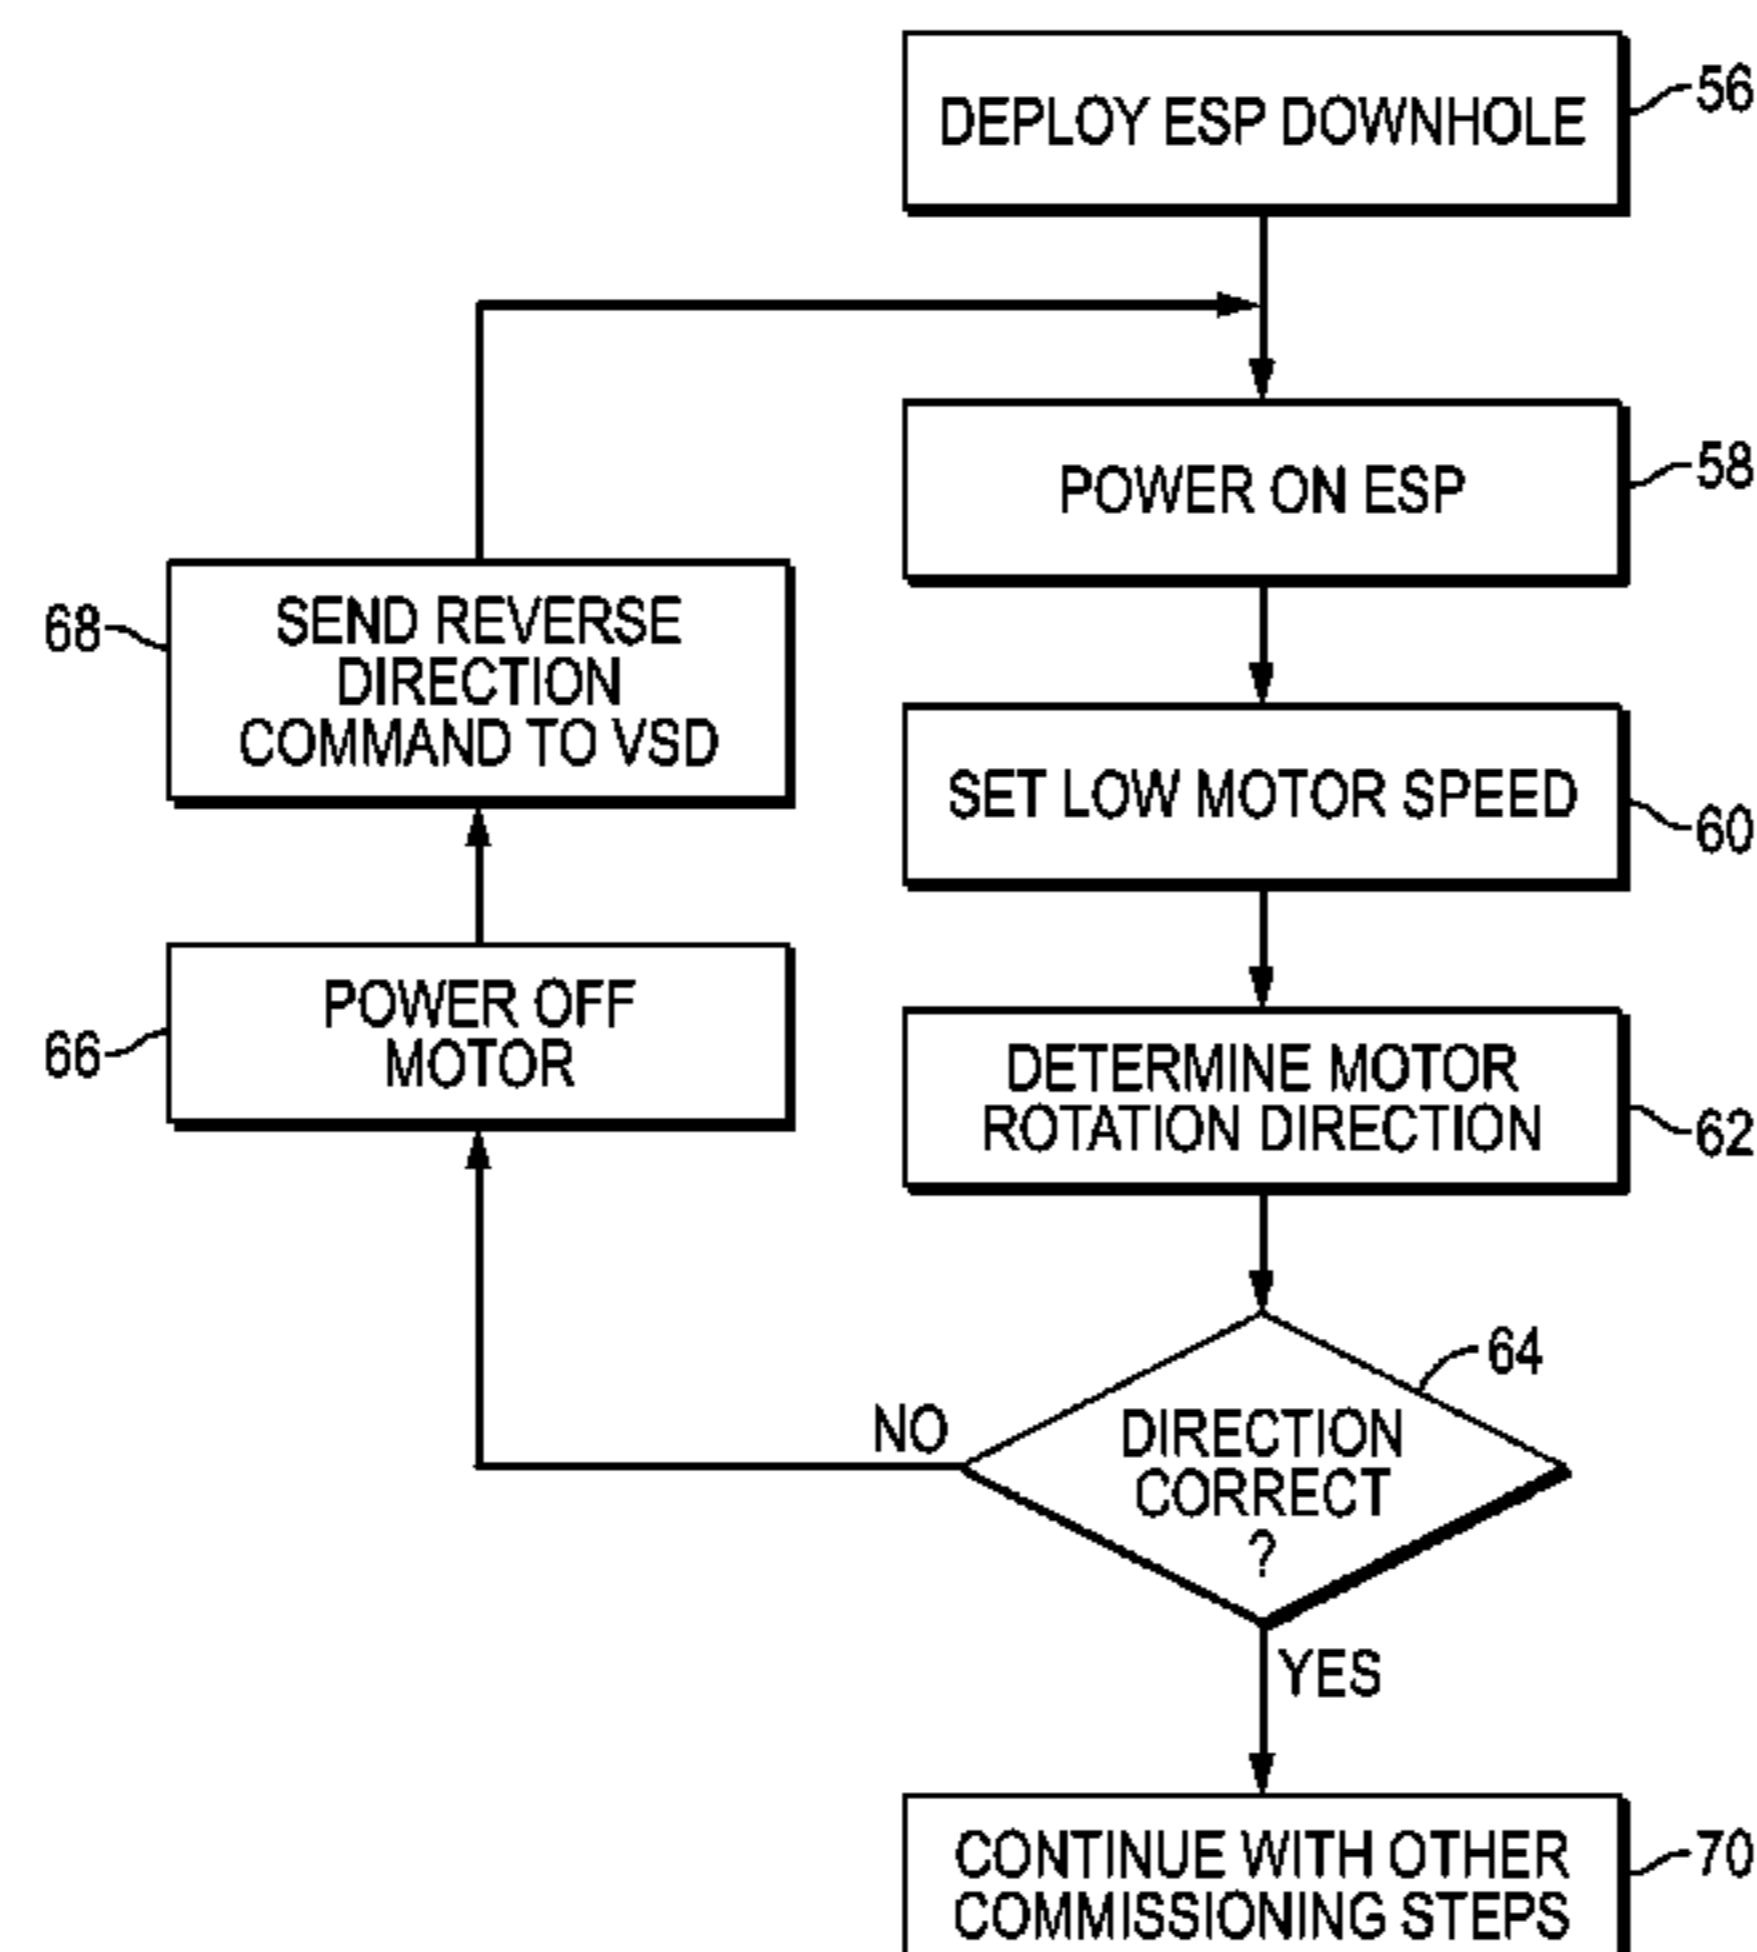 DEPLOY ESP DOWNHOLE
56
POWER ON ESP
58
SEND REVERSE
DIRECTION
COMMAND TO VSD
68
SET LOW MOTOR SPEED
60
POWER OFF
MOTOR
66
DETERMINE MOTOR
ROTATION DIRECTION
62
64
NO
DIRECTION
CORRECT
?
YES
CONTINUE WITH OTHER
COMMISSIONING STEPS
70